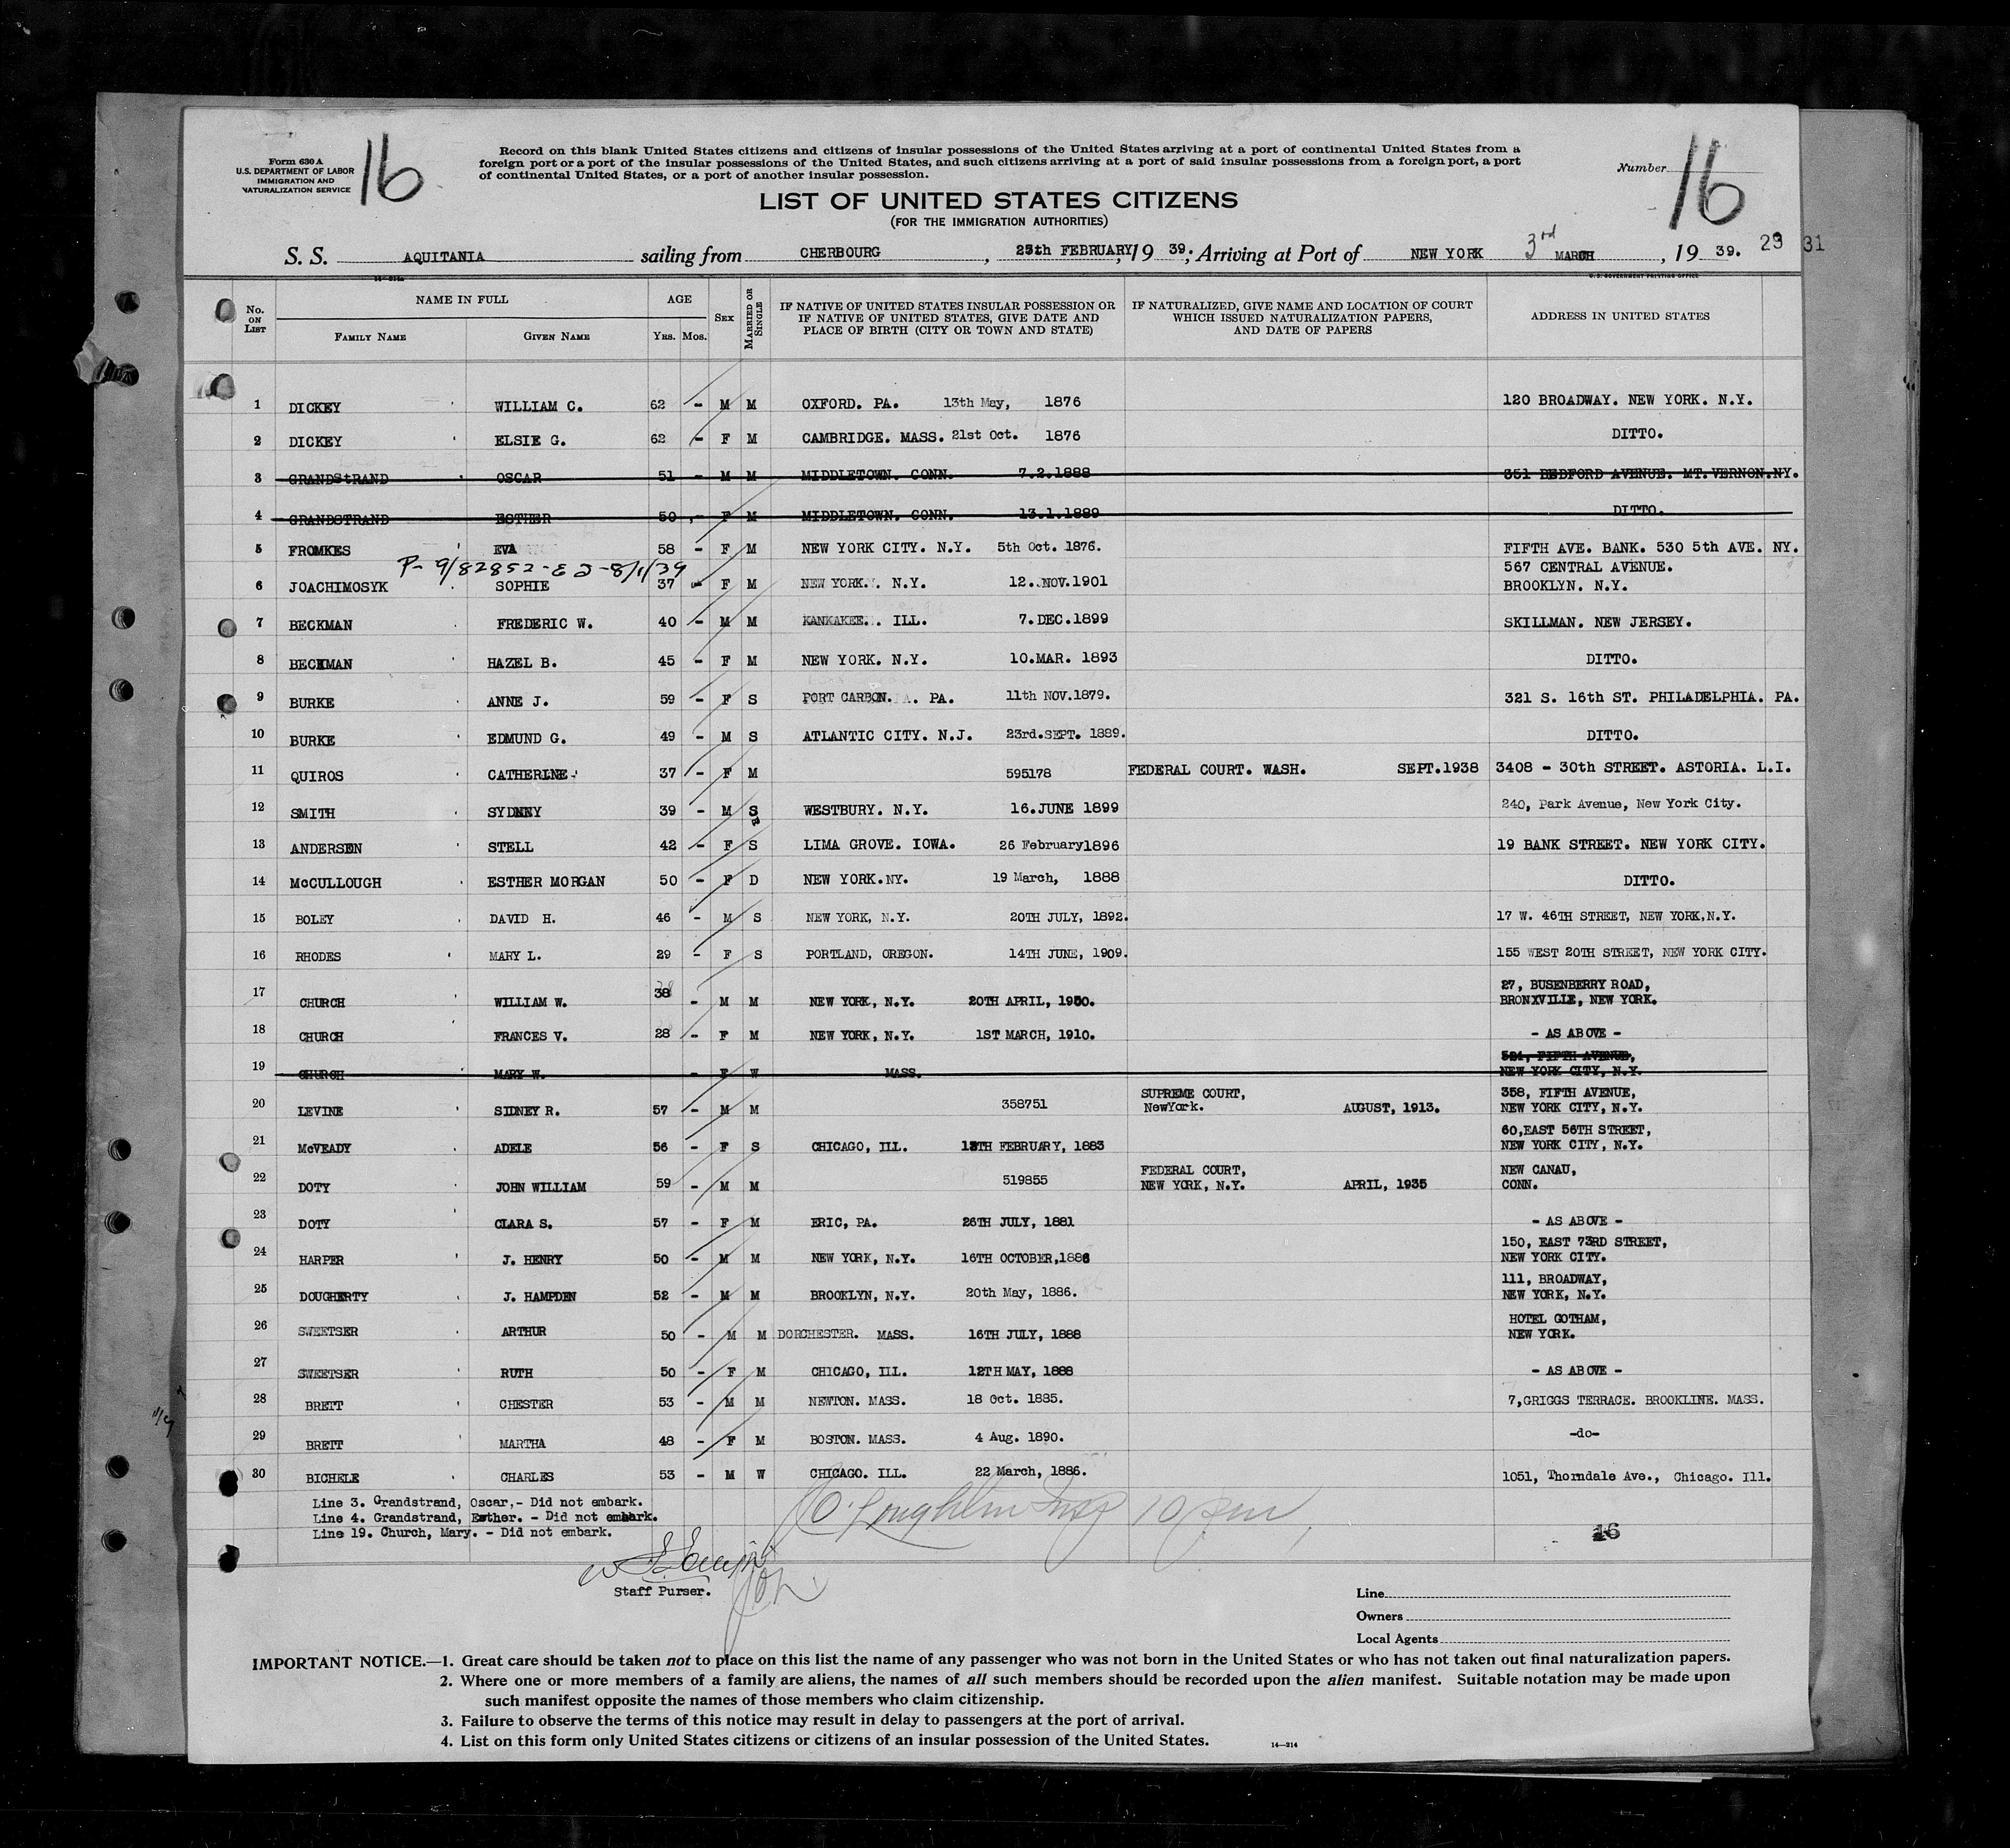 Form 630 A
U.S. DEPARTMENT OF LABOR
IMMIGRATION AND
NATURALIZATION SERVICE
16
Record on this blank United States citizens and citizens of insular possessions of the United States arriving at a port of continental United States from a
foreign port or a port of the insular possessions of the United States, and such citizens arriving at a port of said insular possessions from a foreign port, a port
of continental United States, or a port of another insular possession.
Number 16
LIST OF UNITED STATES CITIZENS
(FOR THE IMMIGRATION AUTHORITIES)
S. S. AQUITANIA sailing from CHERBOURG, 25th FEBRUARY, 19 39; Arriving at Port of NEW YORK 3rd MARCH, 19 39. 29 31
U.S. GOVERNMENT PRINTING OFFICE
No. ON LIST NAME IN FULL FAMILY NAME GIVEN NAME AGE YRS. MOS. SEX MARRIED OR SINGLE IF NATIVE OF UNITED STATES INSULAR POSSESSION OR IF NATIVE OF UNITED STATES, GIVE DATE AND PLACE OF BIRTH (CITY OR TOWN AND STATE) IF NATURALIZED, GIVE NAME AND LOCATION OF COURT WHICH ISSUED NATURALIZATION PAPERS, AND DATE OF PAPERS ADDRESS IN UNITED STATES
1 DICKEY WILLIAM C. 62 - M M OXFORD. PA. 13th May, 1876 120 BROADWAY. NEW YORK. N.Y.
2 DICKEY ELSIE G. 62 - F M CAMBRIDGE. MASS. 21st Oct. 1876 DITTO.
3 GRANDSTRAND OSCAR 51 - M M MIDDLETOWN. CONN. 7.2.1888 351 BEDFORD AVENUE. MT. VERNON.NY.
4 GRANDSTRAND ESTHER 50 - F M MIDDLETOWN. CONN. 13.1.1889 DITTO.
5 FROMKES EVA 58 - F M NEW YORK CITY. N.Y. 5th Oct. 1876. FIFTH AVE. BANK. 530 5th AVE. NY.
P- 9/82852-E J-8/1/39
567 CENTRAL AVENUE.
6 JOACHIMOSYK SOPHIE 37 - F M NEW YORK. N.Y. 12. NOV.1901 BROOKLYN. N.Y.
7 BECKMAN FREDERIC W. 40 - M M KANKAKEE. ILL. 7.DEC.1899 SKILLMAN. NEW JERSEY.
8 BECKMAN HAZEL B. 45 - F M NEW YORK. N.Y. 10.MAR. 1893 DITTO.
9 BURKE ANNE J. 59 - F S PORT CARBON. PA. 11th NOV.1879. 321 S. 16th ST. PHILADELPHIA. PA.
10 BURKE EDMUND G. 49 - M S ATLANTIC CITY. N.J. 23rd.SEPT. 1889. DITTO.
11 QUIROS CATHERINE 37 - F M 595178 FEDERAL COURT. WASH. SEPT.1938 3408 - 30th STREET. ASTORIA. L.I.
12 SMITH SYDNEY 39 - M S WESTBURY. N.Y. 16.JUNE 1899 240, Park Avenue, New York City.
13 ANDERSEN STELL 42 - F S LIMA GROVE. IOWA. 26 February1896 19 BANK STREET. NEW YORK CITY.
14 McCULLOUGH ESTHER MORGAN 50 - F D NEW YORK.NY. 19 March, 1888 DITTO.
15 BOLEY DAVID H. 46 - M S NEW YORK, N.Y. 20TH JULY, 1892. 17 W. 46TH STREET, NEW YORK,N.Y.
16 RHODES MARY L. 29 - F S PORTLAND, OREGON. 14TH JUNE, 1909. 155 WEST 20TH STREET, NEW YORK CITY.
27, BUSENBERRY ROAD,
17 CHURCH WILLIAM W. 38 - M M NEW YORK, N.Y. 20TH APRIL, 1900. BRONXVILLE, NEW YORK.
18 CHURCH FRANCES V. 28 - F M NEW YORK, N.Y. 1ST MARCH, 1910. - AS ABOVE -
521, FIFTH AVENUE,
19 CHURCH MARY W. - F W MASS. NEW YORK CITY, N.Y.
SUPREME COURT, 358, FIFTH AVENUE,
20 LEVINE SIDNEY R. 57 - M M 358751 NewYork. AUGUST, 1913. NEW YORK CITY, N.Y.
60,EAST 56TH STREET,
21 McVEADY ADELE 56 - F S CHICAGO, ILL. 13TH FEBRUARY, 1883 NEW YORK CITY, N.Y.
FEDERAL COURT, NEW CANAU,
22 DOTY JOHN WILLIAM 59 - M M 519855 NEW YORK, N.Y. APRIL, 1935 CONN.
23 DOTY CLARA S. 57 - F M ERIC, PA. 26TH JULY, 1881 - AS ABOVE -
150, EAST 73RD STREET,
24 HARPER J. HENRY 50 - M M NEW YORK, N.Y. 16TH OCTOBER,1886 NEW YORK CITY.
111, BROADWAY,
25 DOUGHERTY J. HAMPDEN 52 - M M BROOKLYN, N.Y. 20th May, 1886. NEW YORK, N.Y.
HOTEL GOTHAM,
26 SWEETSER ARTHUR 50 - M M DORCHESTER. MASS. 16TH JULY, 1888 NEW YORK.
27 SWEETSER RUTH 50 - F M CHICAGO, ILL. 12TH MAY, 1888 - AS ABOVE -
28 BRETT CHESTER 53 - M M NEWTON. MASS. 18 Oct. 1885. 7,GRIGGS TERRACE. BROOKLINE. MASS.
29 BRETT MARTHA 48 - F M BOSTON. MASS. 4 Aug. 1890. -do-
30 BICHELE CHARLES 53 - M W CHICAGO. ILL. 22 March, 1886. 1051, Thorndale Ave., Chicago. Ill.
Line 3. Grandstrand, Oscar,- Did not embark.
Line 4. Grandstrand, Esther. - Did not embark.
Line 19. Church, Mary. - Did not embark.
16
Staff Purser.
Line
Owners
Local Agents
IMPORTANT NOTICE.—1. Great care should be taken not to place on this list the name of any passenger who was not born in the United States or who has not taken out final naturalization papers.
2. Where one or more members of a family are aliens, the names of all such members should be recorded upon the alien manifest. Suitable notation may be made upon
such manifest opposite the names of those members who claim citizenship.
3. Failure to observe the terms of this notice may result in delay to passengers at the port of arrival.
4. List on this form only United States citizens or citizens of an insular possession of the United States.
14—214